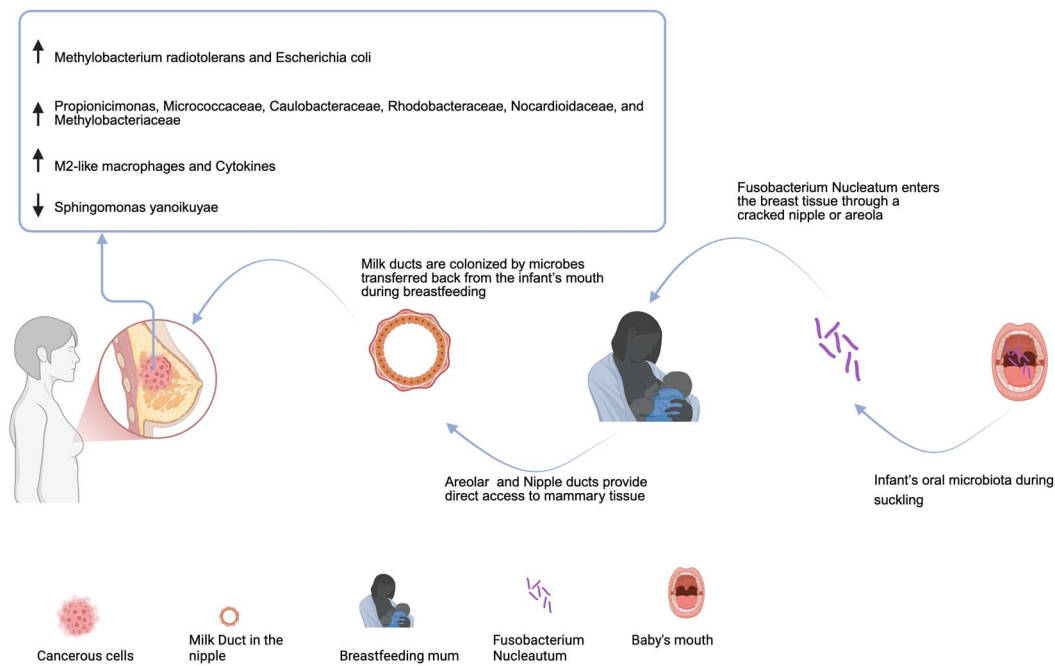 Methylobacterium radiotolerans and Escherichia coli
Propionicimonas, Micrococcaceae, Caulobacteraceae, Rhodobacteraceae, Nocardioidaceae, and
Methylobacteriaceae
M2-like macrophages and Cytokines
Sphingomonas yanoikuyae
Fusobacterium Nucleatum enters
the breast tissue through a
cracked nipple or areola
Milk ducts are colonized by microbes
transferred back from the infant's mouth
during breastfeeding
Areolar and Nipple ducts provide
direct access to mammary tissue
Infant's oral microbiota during
suckling
Cancerous cells
Milk Duct in the
nipple
Breastfeeding mum
Fusobacterium
Nucleautum
Baby's mouth